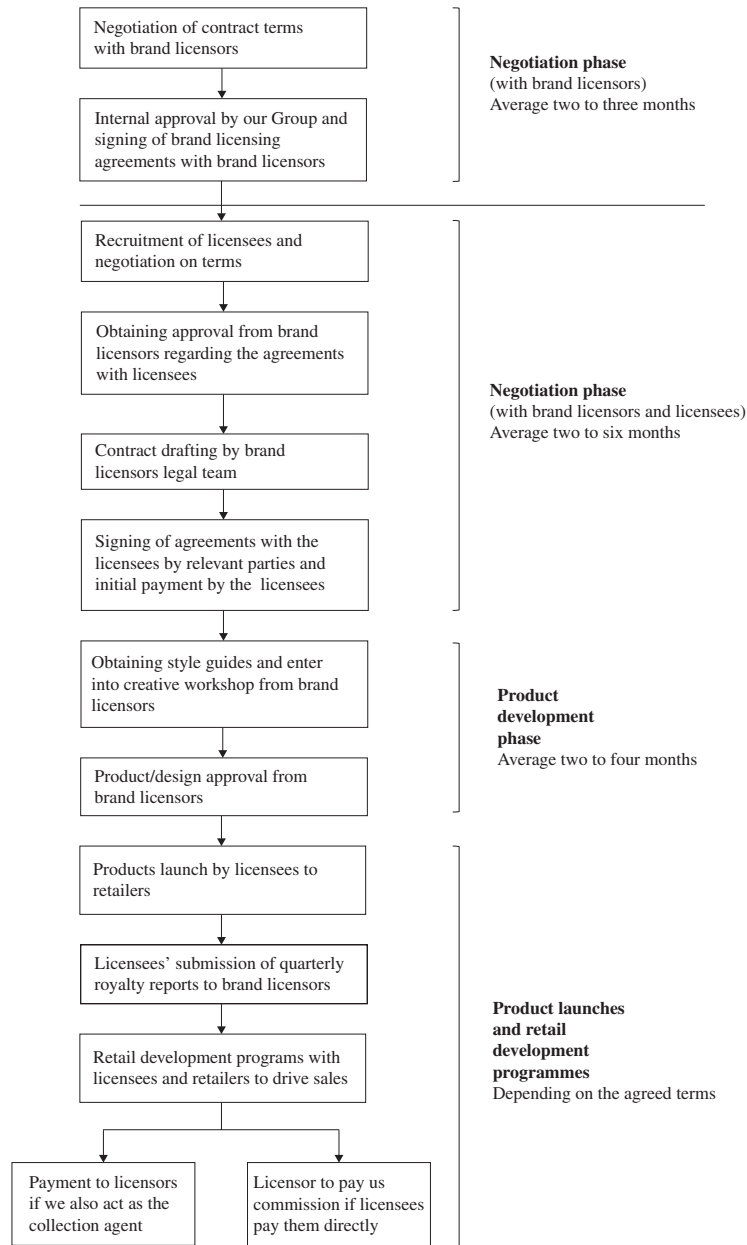 Negotiation of contract terms
with brand licensors
Negotiation phase
(with brand licensors)
Average two to three months
Internal approval by our Group and
signing of brand licensing
agreements with brand licensors
Recruitment of licensees and
negotiation on terms
Obtaining approval from brand
licensors regarding the agreements
with licensees
Negotiation phase
(with brand licensors and licensees)
Average two to six months
Contract drafting by brand
licensors legal team
Signing of agreements with the
licensees by relevant parties and
initial payment by the licensees
Obtaining style guides and enter
into creative workshop from brand
licensors
Product
development
phase
Average two to four months
Product/design approval from
brand licensors
Products launch by licensees to
retailers
Licensees’ submission of quarterly
royalty reports to brand licensors
Product launches
and retail
development
programmes
Depending on the agreed terms
Retail development programs with
licensees and retailers to drive sales
Payment to licensors
if we also act as the
collection agent
Licensor to pay us
commission if licensees
pay them directly